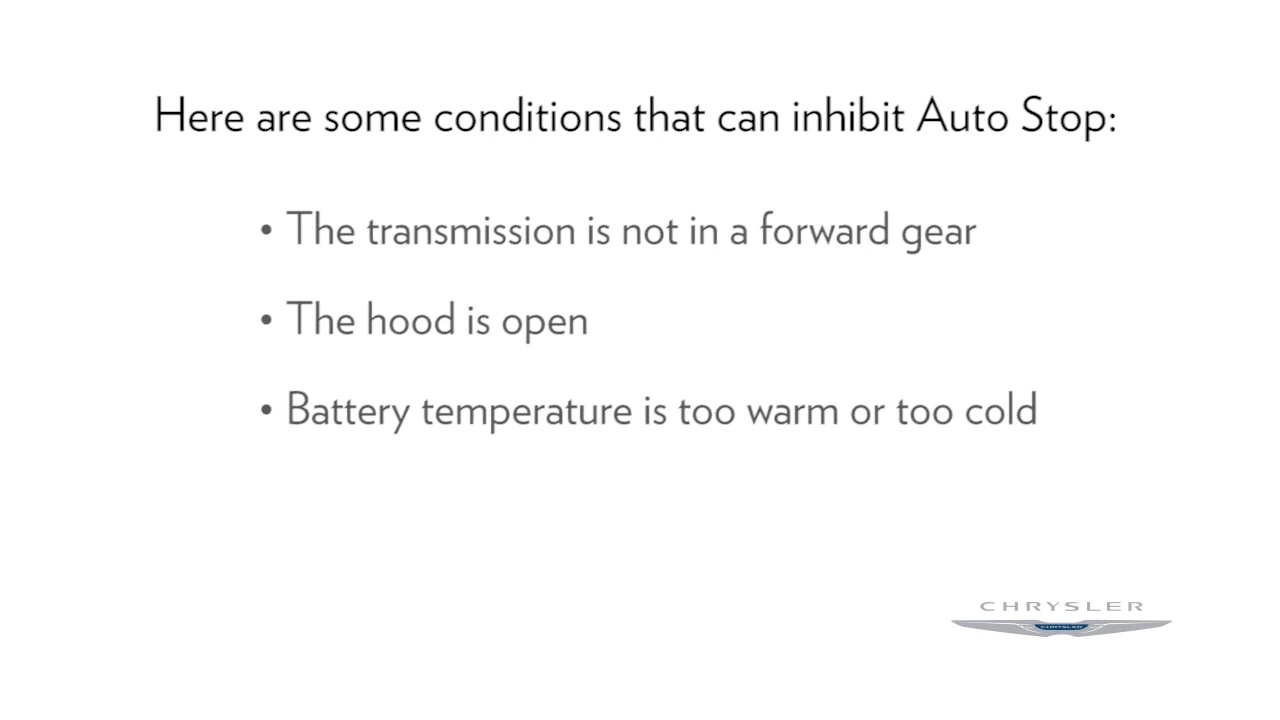 Here are some conditions that can inhibit Auto Stop:
• The transmission is not in a forward gear
• The hood is open
• Battery temperature is too warm or too cold
CHRYSLER
CHRYSLER